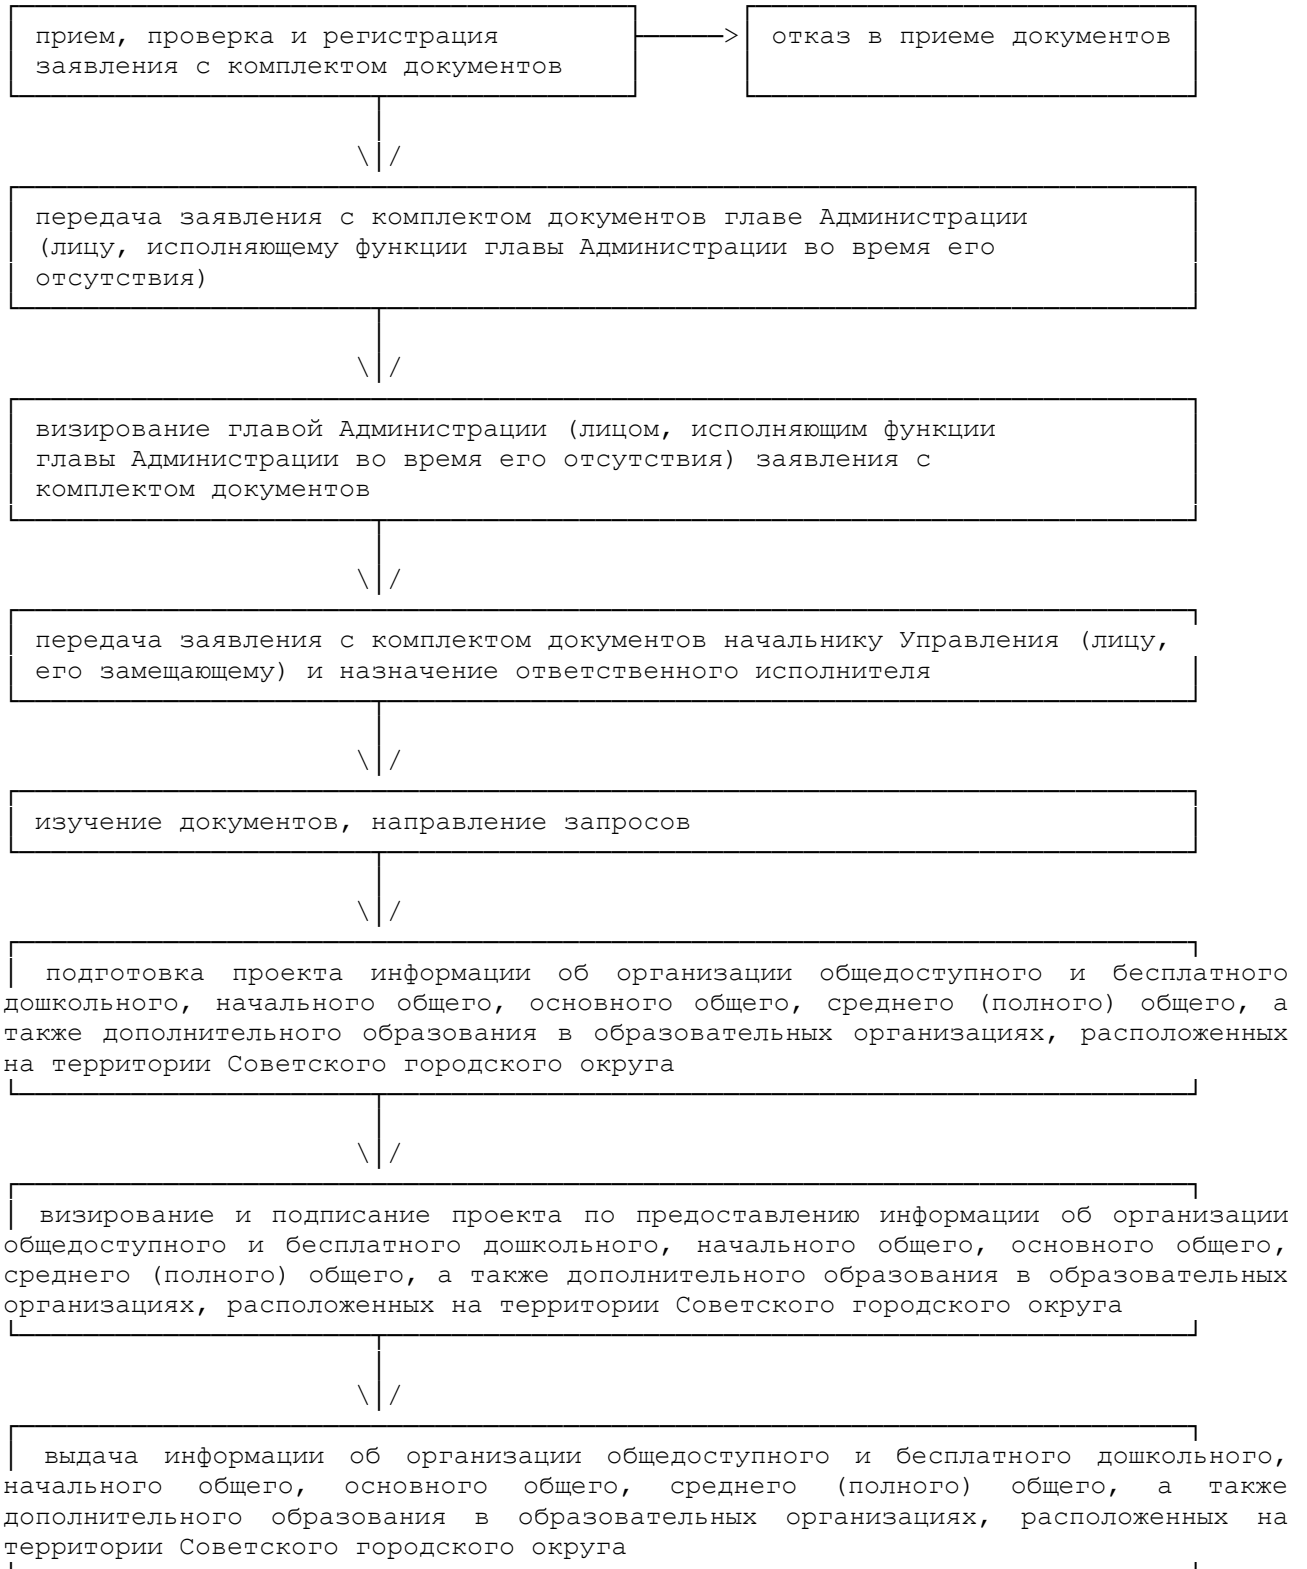 прием, проверка и регистрация
заявления с комплектом документов
отказ в приеме документов
передача заявления с комплектом документов главе Администрации
(лицу, исполняющему функции главы Администрации во время его
отсутствия)
визирование главой Администрации (лицом, исполняющим функции
главы Администрации во время его отсутствия) заявления с
комплектом документов
передача заявления с комплектом документов начальнику Управления (лицу,
его замещающему) и назначение ответственного исполнителя
изучение документов, направление запросов
подготовка проекта информации об организации общедоступного и бесплатного
дошкольного, начального общего, основного общего, среднего (полного) общего, а
также дополнительного образования в образовательных организациях, расположенных
на территории Советского городского округа
визирование и подписание проекта по предоставлению информации об организации
общедоступного и бесплатного дошкольного, начального общего, основного общего,
среднего (полного) общего, а также дополнительного образования в образовательных
организациях, расположенных на территории Советского городского округа
выдача информации об организации общедоступного и бесплатного дошкольного,
начального общего, основного общего, среднего (полного) общего, а также
дополнительного образования в образовательных организациях, расположенных на
территории Советского городского округа